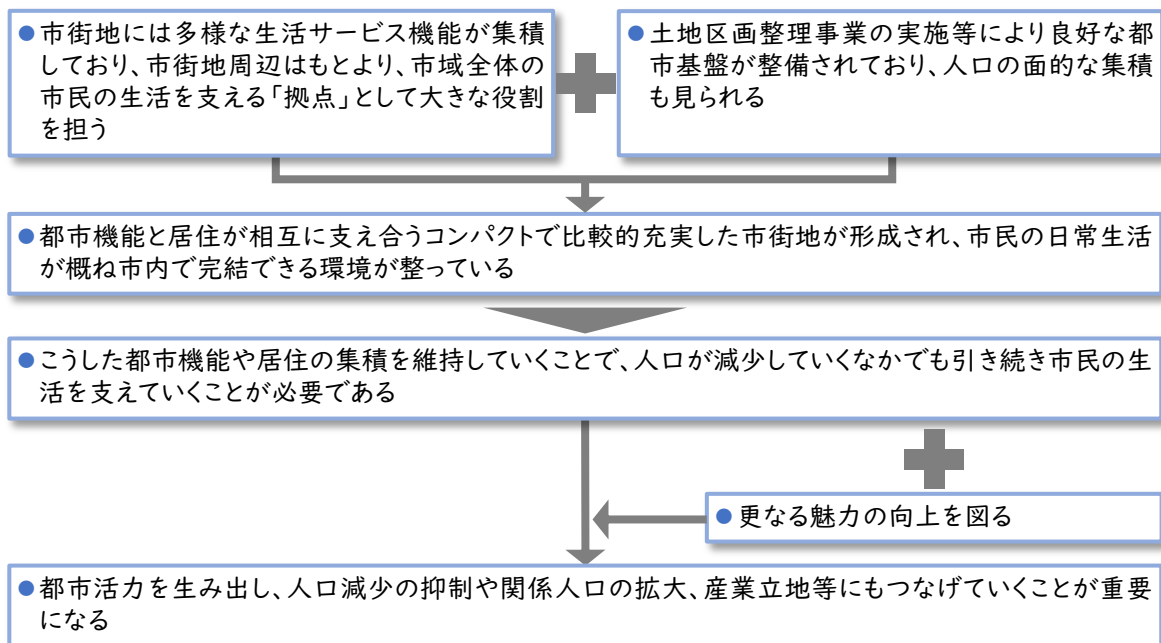 ●市街地には多様な生活サービス機能が集積
しており、市街地周辺はもとより、市域全体の
市民の生活を支える「拠点」として大きな役割
を担う
●土地区画整理事業の実施等により良好な都
市基盤が整備されており、人口の面的な集積
も見られる
●都市機能と居住が相互に支え合うコンパクトで比較的充実した市街地が形成され、市民の日常生活
が概ね市内で完結できる環境が整っている
●こうした都市機能や居住の集積を維持していくことで、人口が減少していくなかでも引き続き市民の生
活を支えていくことが必要である
●更なる魅力の向上を図る
●都市活力を生み出し、人口減少の抑制や関係人口の拡大、産業立地等にもつなげていくことが重要
になる